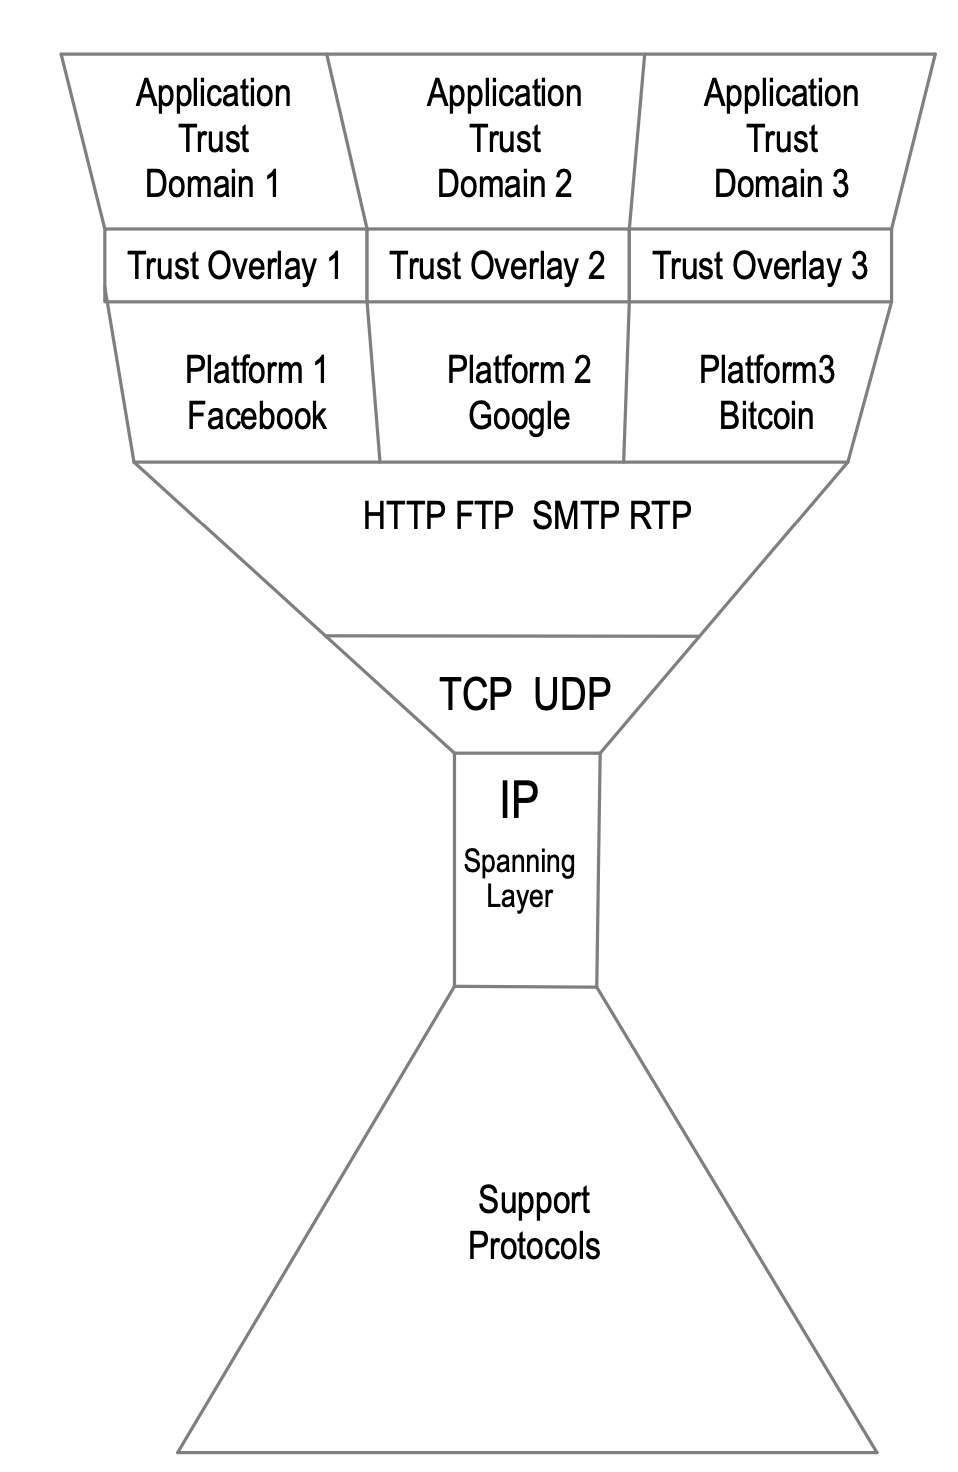 Application
Trust
Domain 1
Application
Trust
Domain 2
Application
Trust
Domain 3
Trust Overlay 1
Trust Overlay 2
Trust Overlay 3
Platform 1
Facebook
Platform 2
Google
Platform3
Bitcoin
HTTP FTP  SMTP RTP
TCP  UDP
IP
Spanning
Layer
Support
Protocols